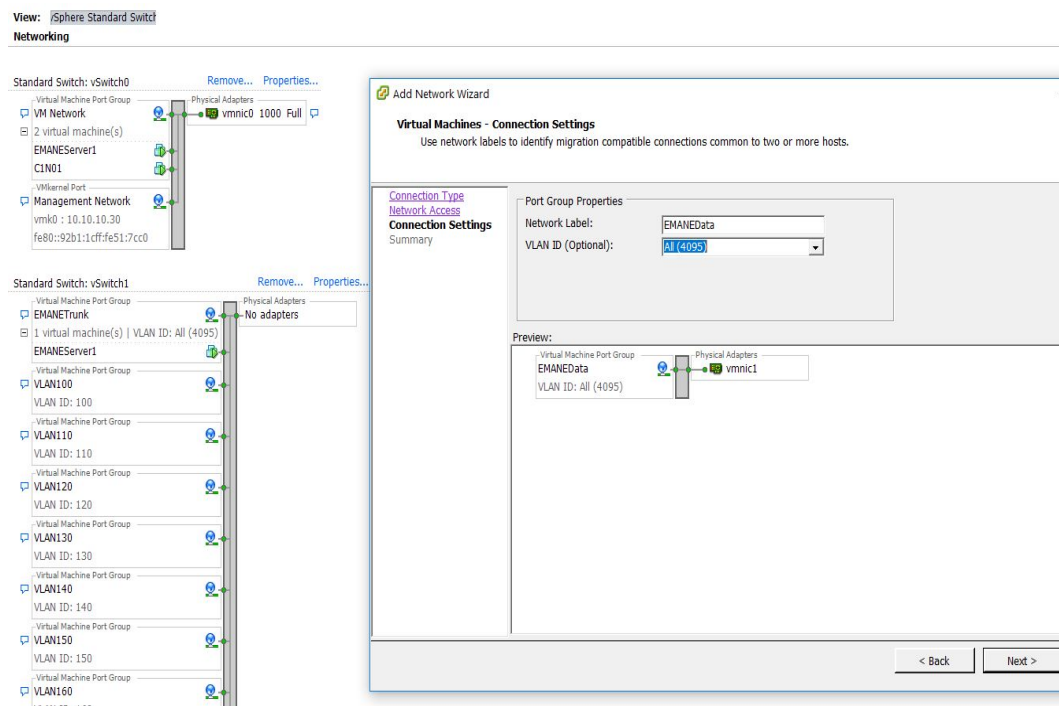 View: /Sphere Standard Switch
Networking
Standard Switch: vSwitch0
Remove... Properties...
Virtual Machine Port Group
VM Network
2 virtual machine(s)
EMANEServer1
C1N01
VMkernel Port
Management Network
vmk0 : 10.10.10.30
fe80::92b1:1cff:fe51:7cc0
Physical Adapters
vmnic0 1000 Full
Standard Switch: vSwitch1
Remove... Properties...
Virtual Machine Port Group
EMANETrunk
1 virtual machine(s) | VLAN ID: All (4095)
EMANEServer1
Physical Adapters
No adapters
Virtual Machine Port Group
VLAN100
VLAN ID: 100
Virtual Machine Port Group
VLAN110
VLAN ID: 110
Virtual Machine Port Group
VLAN120
VLAN ID: 120
Virtual Machine Port Group
VLAN130
VLAN ID: 130
Virtual Machine Port Group
VLAN140
VLAN ID: 140
Virtual Machine Port Group
VLAN150
VLAN ID: 150
Virtual Machine Port Group
VLAN160
Add Network Wizard
Virtual Machines - Connection Settings
Use network labels to identify migration compatible connections common to two or more hosts.
Connection Type
Network Access
Connection Settings
Summary
Port Group Properties
Network Label: EMANEData
VLAN ID (Optional): All (4095)
Preview:
Virtual Machine Port Group
EMANEData
VLAN ID: All (4095)
Physical Adapters
vmnic1
< Back
Next >